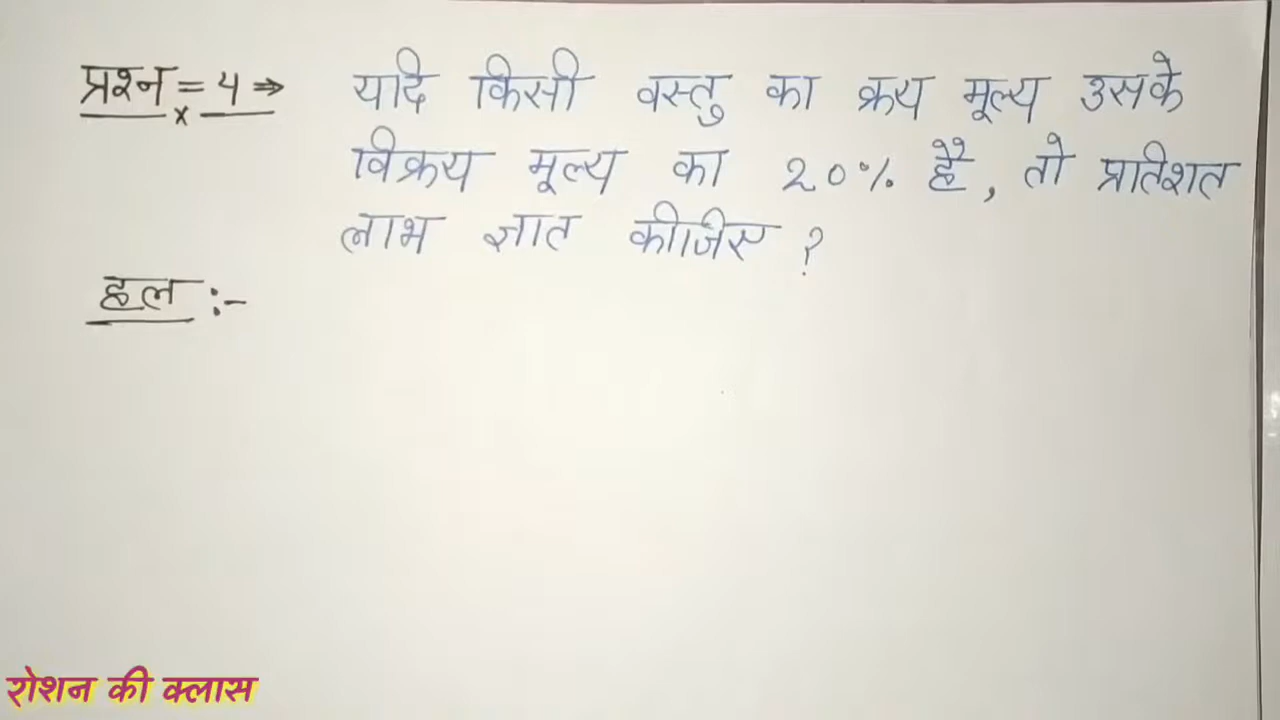 प्रश्न = 4 ⇒ यदि किसी वस्तु का क्रय मूल्य उसके
विक्रय मूल्य का 20% है, तो प्रतिशत
लाभ ज्ञात कीजिए ?
हल :-
रोशन की क्लास